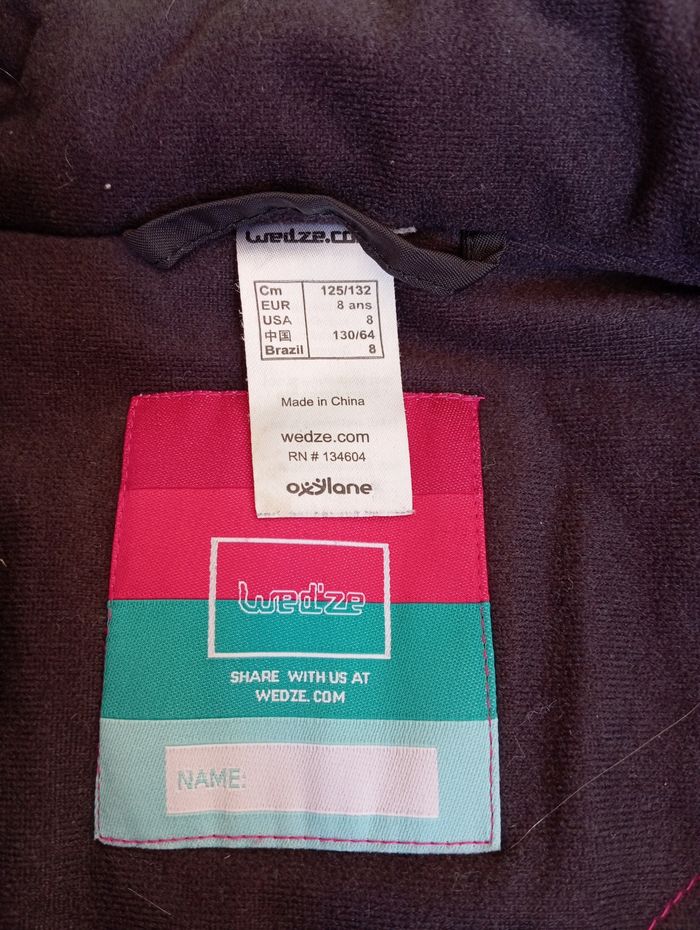 wedze.co
Cm 125/132
EUR 8 ans
USA 8
中国 130/64
Brazil 8
Made in China
wedze.com
RN # 134604
oxylane
Wed'ze
SHARE WITH US AT
WEDZE.COM
NAME: